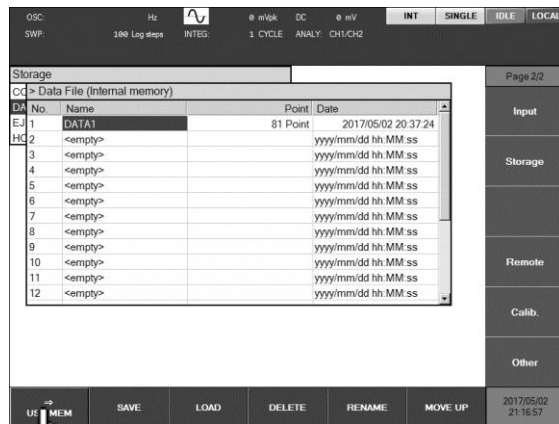 OSC: Hz 0 mVpk DC 0 mV INT SINGLE IDLE LOCAL
SWP: 100 Log steps INTEG: 1 CYCLE ANALY: CH1/CH2
Storage
Page 2/2
> Data File (Internal memory)
No. Name Point Date
1 DATA1 81 Point 2017/05/02 20:37:24
2 <empty> yyyy/mm/dd hh:MM:ss
3 <empty> yyyy/mm/dd hh:MM:ss
4 <empty> yyyy/mm/dd hh:MM:ss
5 <empty> yyyy/mm/dd hh:MM:ss
6 <empty> yyyy/mm/dd hh:MM:ss
7 <empty> yyyy/mm/dd hh:MM:ss
8 <empty> yyyy/mm/dd hh:MM:ss
9 <empty> yyyy/mm/dd hh:MM:ss
10 <empty> yyyy/mm/dd hh:MM:ss
11 <empty> yyyy/mm/dd hh:MM:ss
12 <empty> yyyy/mm/dd hh:MM:ss
Input
Storage
Remote
Calib.
Other
⇒
MEM SAVE LOAD DELETE RENAME MOVE UP
2017/05/02
21:16:57